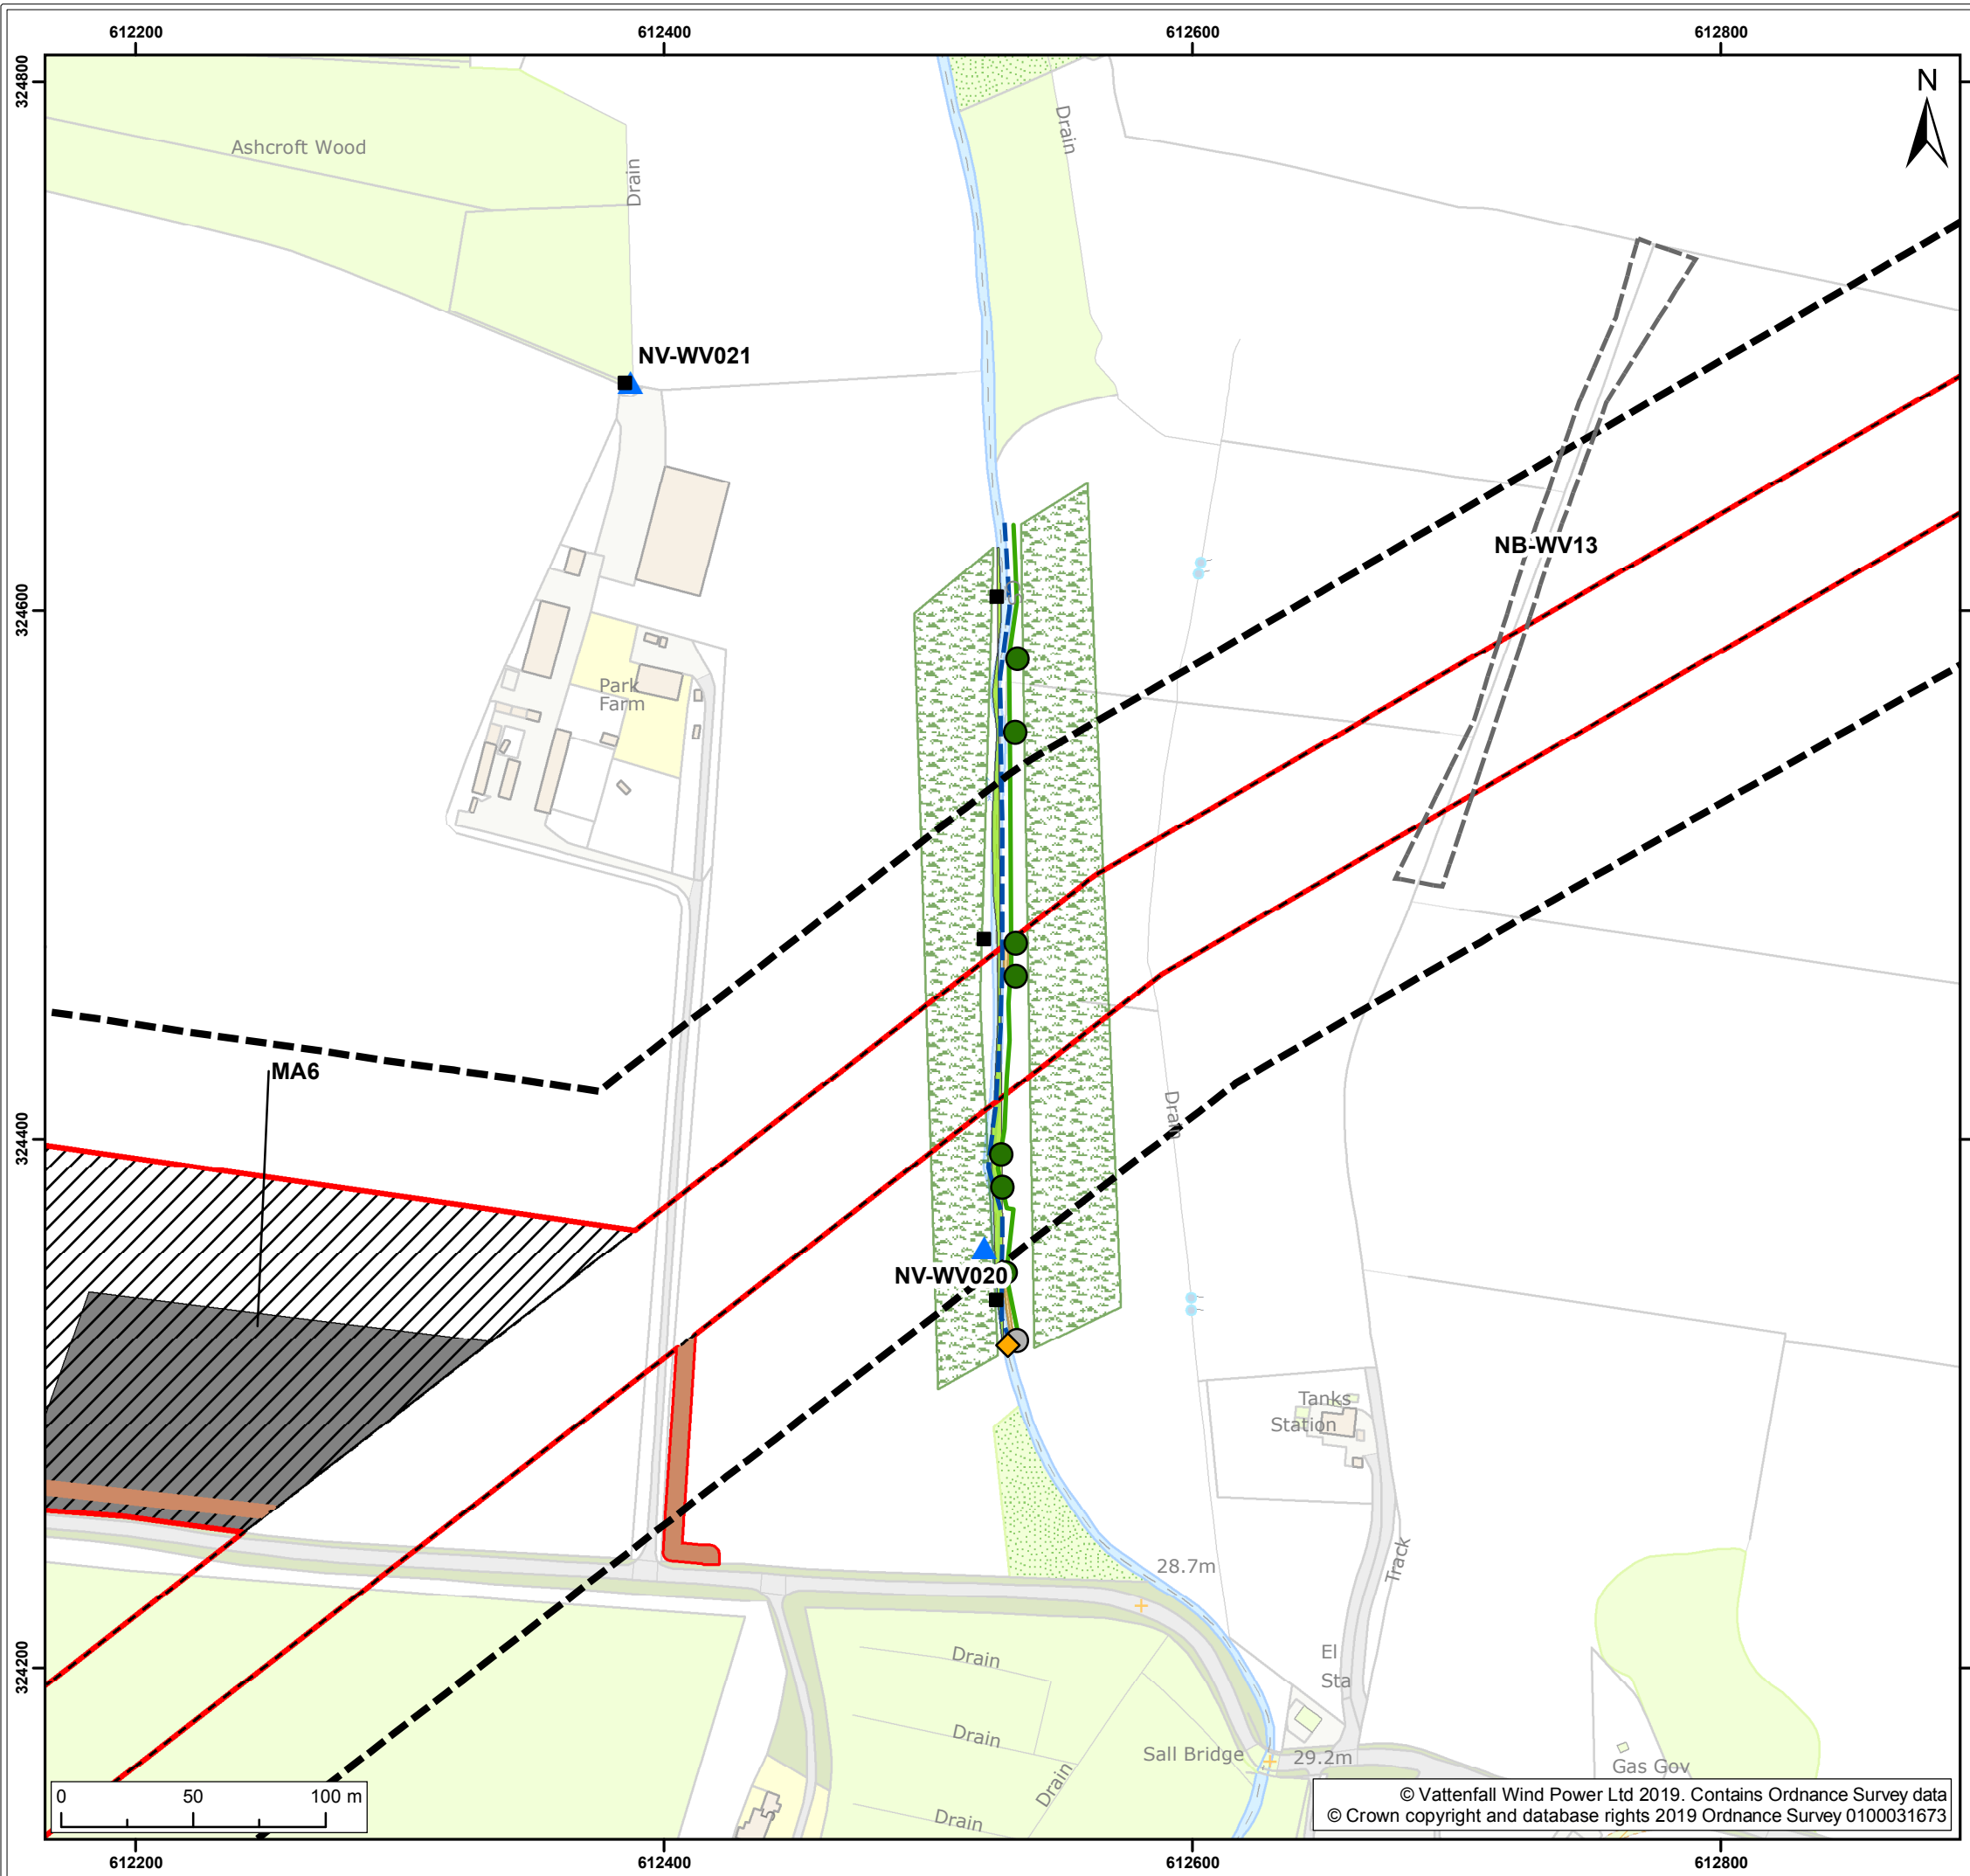 612200
612400
612600
612800
324800
N
Ashcroft Wood
Drain
Drain
NV-WV021
NB-WV13
324600
Park
Farm
MA6
324400
Drain
NV-WV020
Tanks
Station
Track
28.7m
324200
El
Sta
Drain
Drain
Drain
Drain
Sall Bridge
29.2m
Gas Gov
0 50 100 m
© Vattenfall Wind Power Ltd 2019. Contains Ordnance Survey data
© Crown copyright and database rights 2019 Ordnance Survey 0100031673
612200
612400
612600
612800